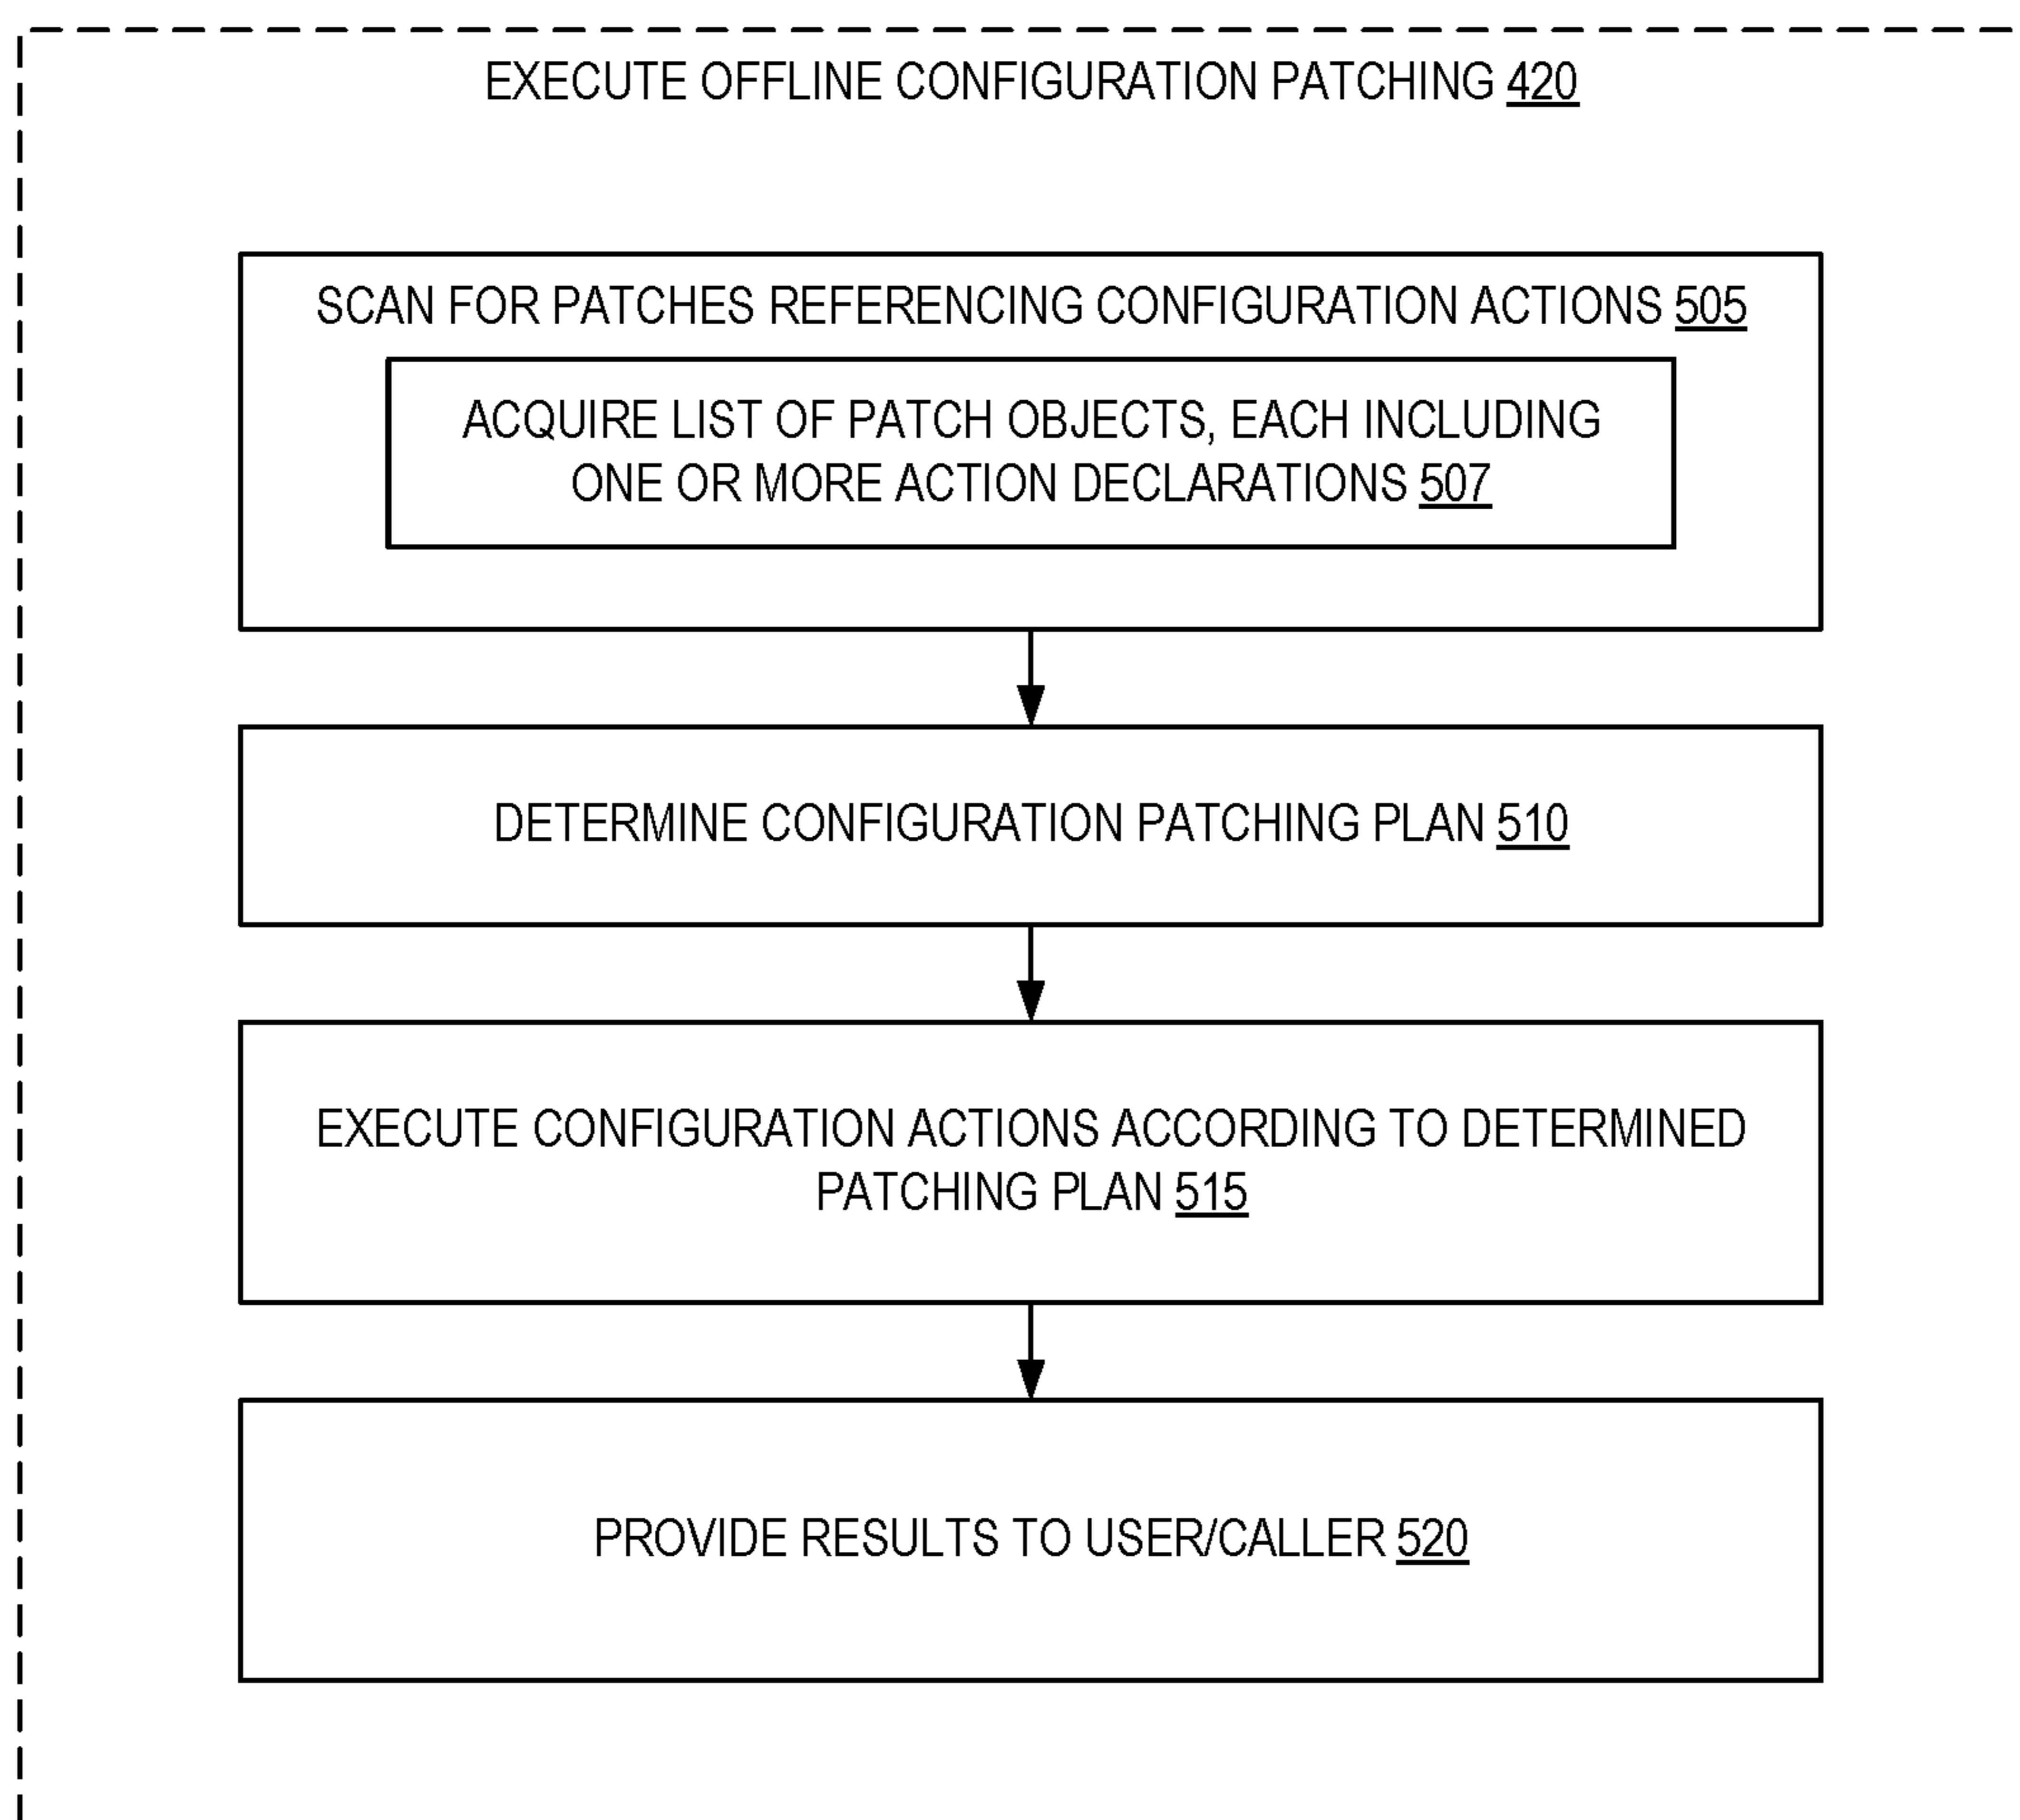 EXECUTE OFFLINE CONFIGURATION PATCHING 420
SCAN FOR PATCHES REFERENCING CONFIGURATION ACTIONS 505
ACQUIRE LIST OF PATCH OBJECTS, EACH INCLUDING
ONE OR MORE ACTION DECLARATIONS 507
DETERMINE CONFIGURATION PATCHING PLAN 510
EXECUTE CONFIGURATION ACTIONS ACCORDING TO DETERMINED
PATCHING PLAN 515
PROVIDE RESULTS TO USER/CALLER 520